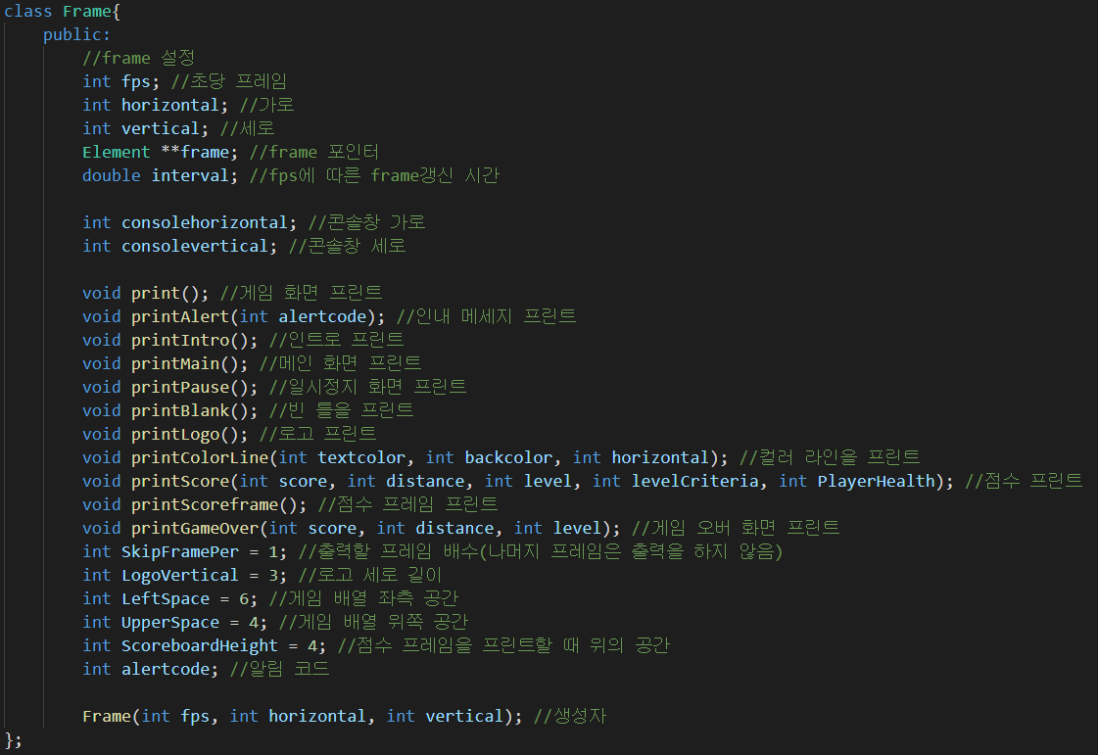 class Frame{
public:
//frame 설정
int fps; //초당 프레임
int horizontal; //가로
int vertical; //세로
Element **frame; //frame 포인터
double interval; //fps에 따른 frame갱신 시간
int consolehorizontal; //콘솔창 가로
int consolevertical; //콘솔창 세로
void print(); //게임 화면 프린트
void printAlert(int alertcode); //인내 메세지 프린트
void printIntro(); //인트로 프린트
void printMain(); //메인 화면 프린트
void printPause(); //일시정지 화면 프린트
void printBlank(); //빈 틀을 프린트
void printLogo(); //로고 프린트
void printColorLine(int textcolor, int backcolor, int horizontal); //컬러 라인을 프린트
void printScore(int score, int distance, int level, int levelCriteria, int PlayerHealth); //점수 프린트
void printScoreframe(); //점수 프레임 프린트
void printGameOver(int score, int distance, int level); //게임 오버 화면 프린트
int SkipFramePer = 1; //출력할 프레임 배수(나머지 프레임은 출력을 하지 않음)
int LogoVertical = 3; //로고 세로 길이
int LeftSpace = 6; //게임 배열 좌측 공간
int UpperSpace = 4; //게임 배열 위쪽 공간
int ScoreboardHeight = 4; //점수 프레임을 프린트할 때 위의 공간
int alertcode; //알림 코드
Frame(int fps, int horizontal, int vertical); //생성자
};